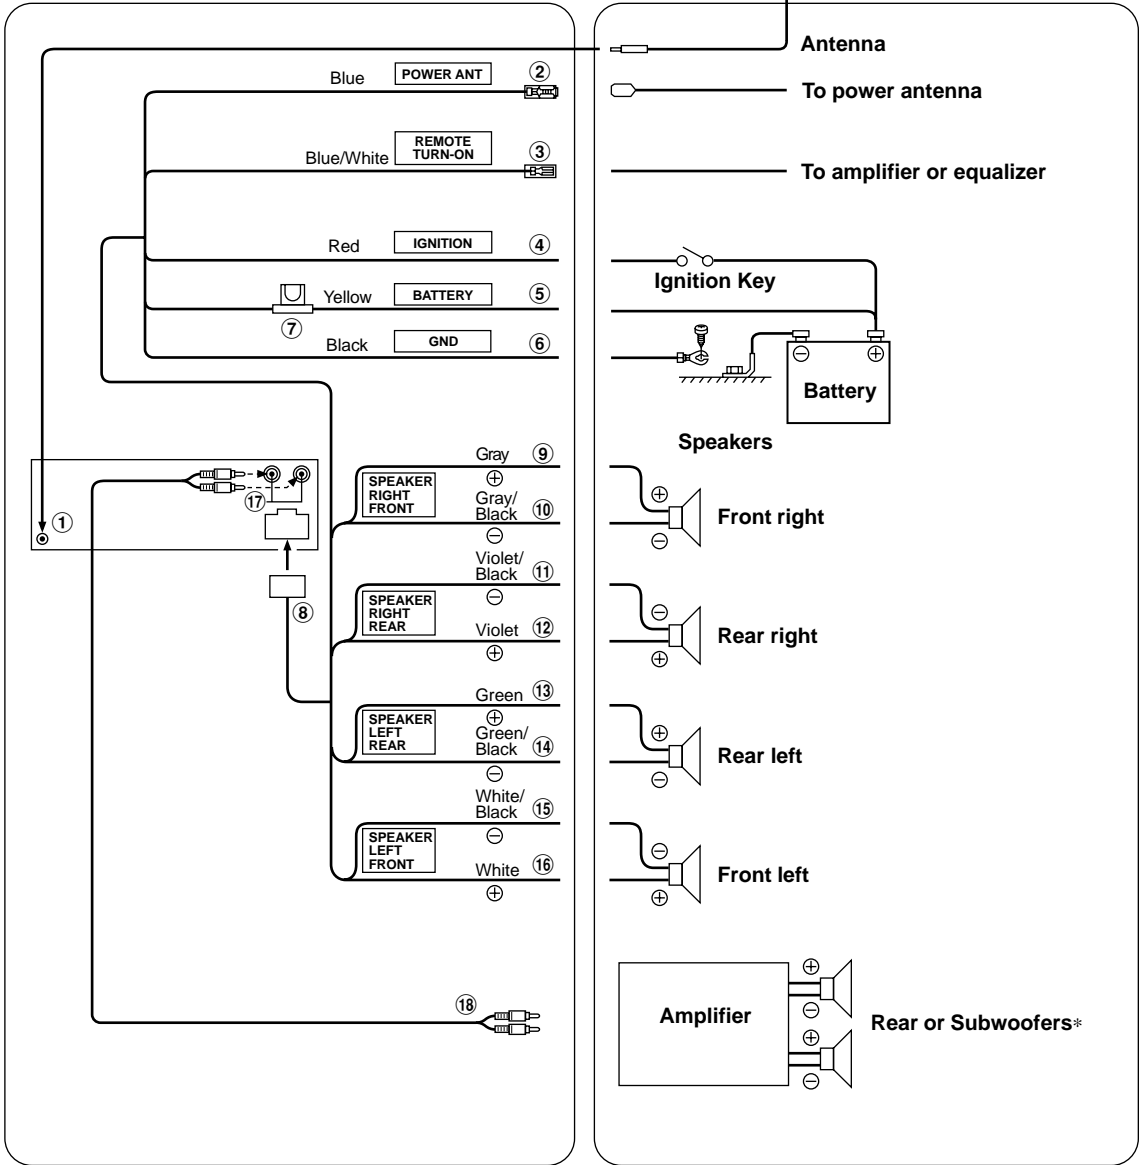 Antenna
Blue
POWER ANT
②
To power antenna
Blue/White
REMOTE
TURN-ON
③
To amplifier or equalizer
Red
IGNITION
④
Ignition Key
Yellow
BATTERY
⑤
⑦
Black
GND
⑥
⊖ ⊕
Battery
Speakers
SPEAKER
RIGHT
FRONT
Gray ⑨
⊕
Gray/
Black ⑩
⊖
⊕
Front right
⊖
⑰
①
⑧
SPEAKER
RIGHT
REAR
Violet/
Black ⑪
⊖
Violet ⑫
⊕
⊖
Rear right
⊕
SPEAKER
LEFT
REAR
Green ⑬
⊕
Green/
Black ⑭
⊖
⊕
Rear left
⊖
SPEAKER
LEFT
FRONT
White/
Black ⑮
⊖
White ⑯
⊕
⊖
Front left
⊕
⑱
Amplifier
⊕
⊖
⊕
⊖
Rear or Subwoofers*